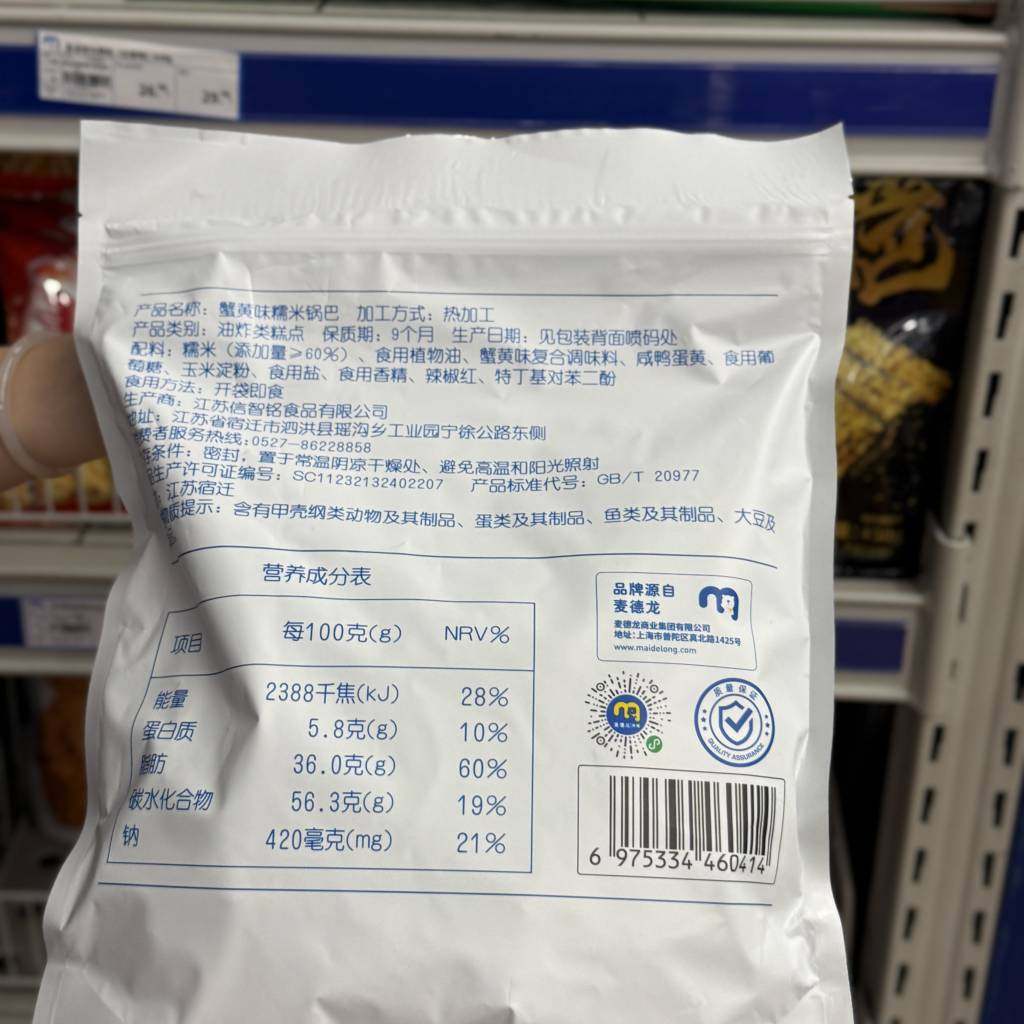 产品名称：蟹黄味糯米锅巴 加工方式：热加工
产品类别：油炸类糕点 保质期：9个月 生产日期：见包装背面喷码处
配料：糯米（添加量≥60%）、食用植物油、蟹黄味复合调味料、咸鸭蛋黄、食用葡
萄糖、玉米淀粉、食用盐、食用香精、辣椒红、特丁基对苯二酚
食用方法：开袋即食
生产商：江苏信智铭食品有限公司
地址：江苏省宿迁市泗洪县瑶沟乡工业园宁徐公路东侧
费者服务热线：0527-86228858
条件：密封，置于常温阴凉干燥处、避免高温和阳光照射
生产许可证编号：SC11232132402207 产品标准代号：GB/T 20977
江苏宿迁
质提示：含有甲壳纲类动物及其制品、蛋类及其制品、鱼类及其制品、大豆及
品
营养成分表
项目 每100克(g) NRV%
能量 2388千焦(kJ) 28%
蛋白质 5.8克(g) 10%
脂肪 36.0克(g) 60%
碳水化合物 56.3克(g) 19%
钠 420毫克(mg) 21%
品牌源自
麦德龙
麦德龙商业集团有限公司
地址：上海市普陀区真北路1425号
www.maidelong.com
质量保证
QUALITY ASSURANCE
6 975334 460414